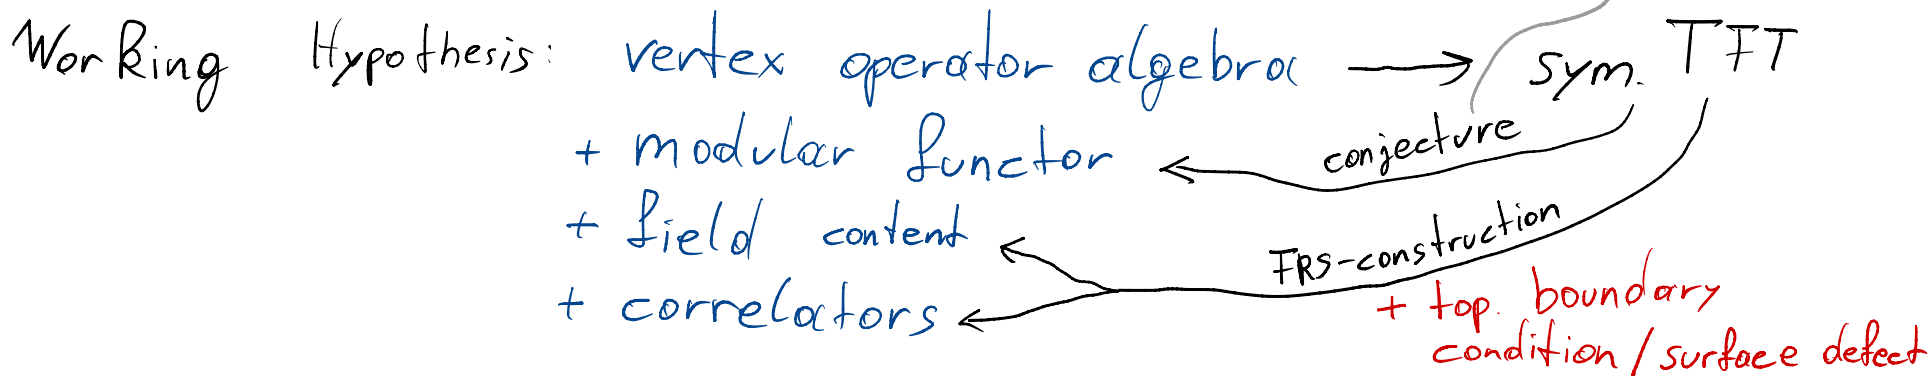 Working Hypothesis: vertex operator algebra → sym. TFT
+ modular functor ← conjecture
+ field content ← FRS-construction
+ correlators ← + top. boundary
condition / surface defect